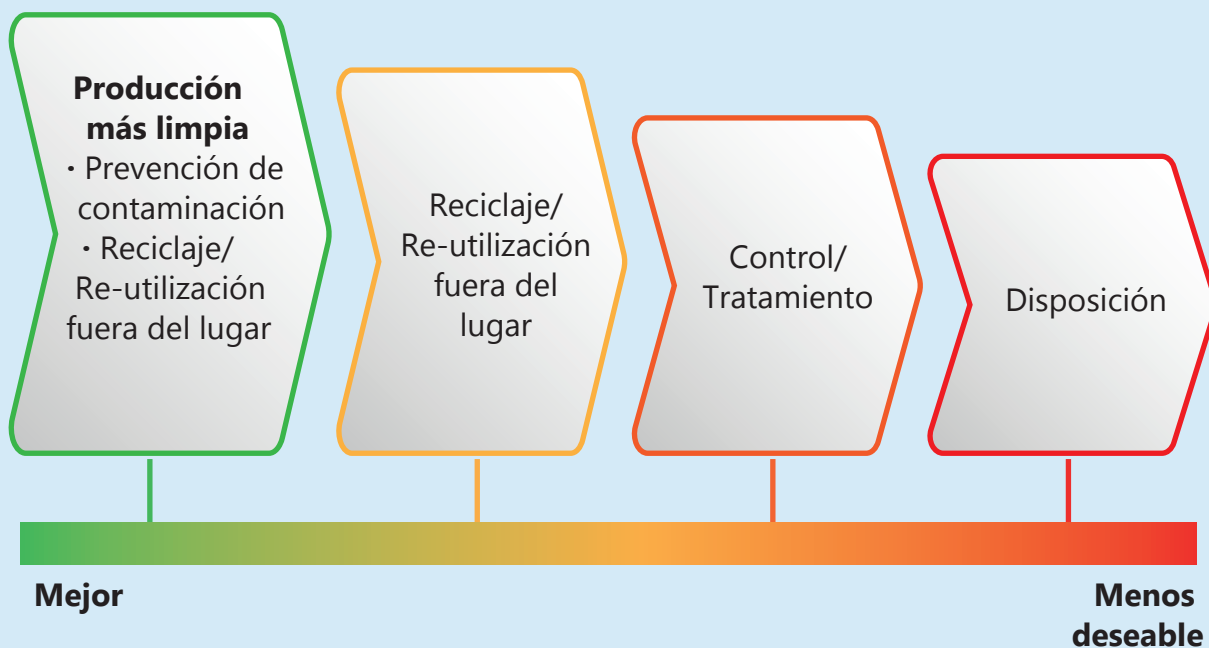 Producción
más limpia
· Prevención de
contaminación
· Reciclaje/
Re-utilización
fuera del lugar
Reciclaje/
Re-utilización
fuera del
lugar
Control/
Tratamiento
Disposición
Mejor
Menos
deseable